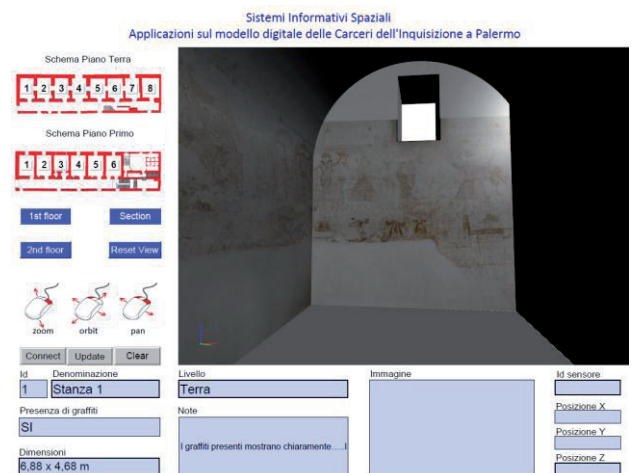 Sistemi Informativi Spaziali
Applicazioni sul modello digitale delle Carceri dell'Inquisizione a Palermo
Schema Piano Terra
1 2 3 4 5 6 7 8
Schema Piano Primo
1 2 3 4 5 6
1st floor Section
2nd floor Reset View
zoom orbit pan
Connect Update Clear
Id Denominazione Livello Immagine Id sensore
1 Stanza 1 Terra
Posizione X
Presenza di graffiti Note
SI
Posizione Y
I graffiti presenti mostrano chiaramente.....I
Dimensioni Posizione Z
6,88 x 4,68 m